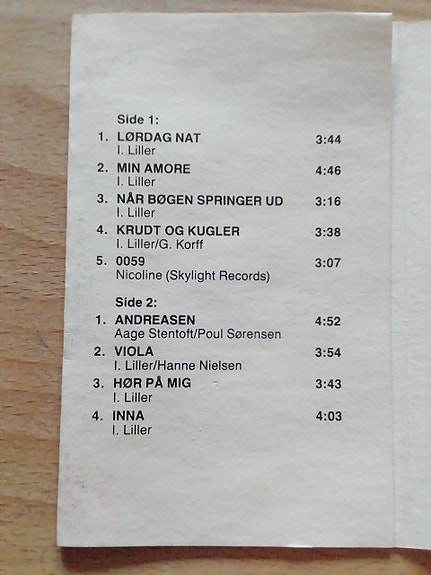 Side 1:
1. LØRDAG NAT 3:44
I. Liller
2. MIN AMORE 4:46
I. Liller
3. NÅR BØGEN SPRINGER UD 3:16
I. Liller
4. KRUDT OG KUGLER 3:38
I. Liller/G. Korff
5. 0059 3:07
Nicoline (Skylight Records)
Side 2:
1. ANDREASEN 4:52
Aage Stentoft/Poul Sørensen
2. VIOLA 3:54
I. Liller/Hanne Nielsen
3. HØR PÅ MIG 3:43
I. Liller
4. INNA 4:03
I. Liller